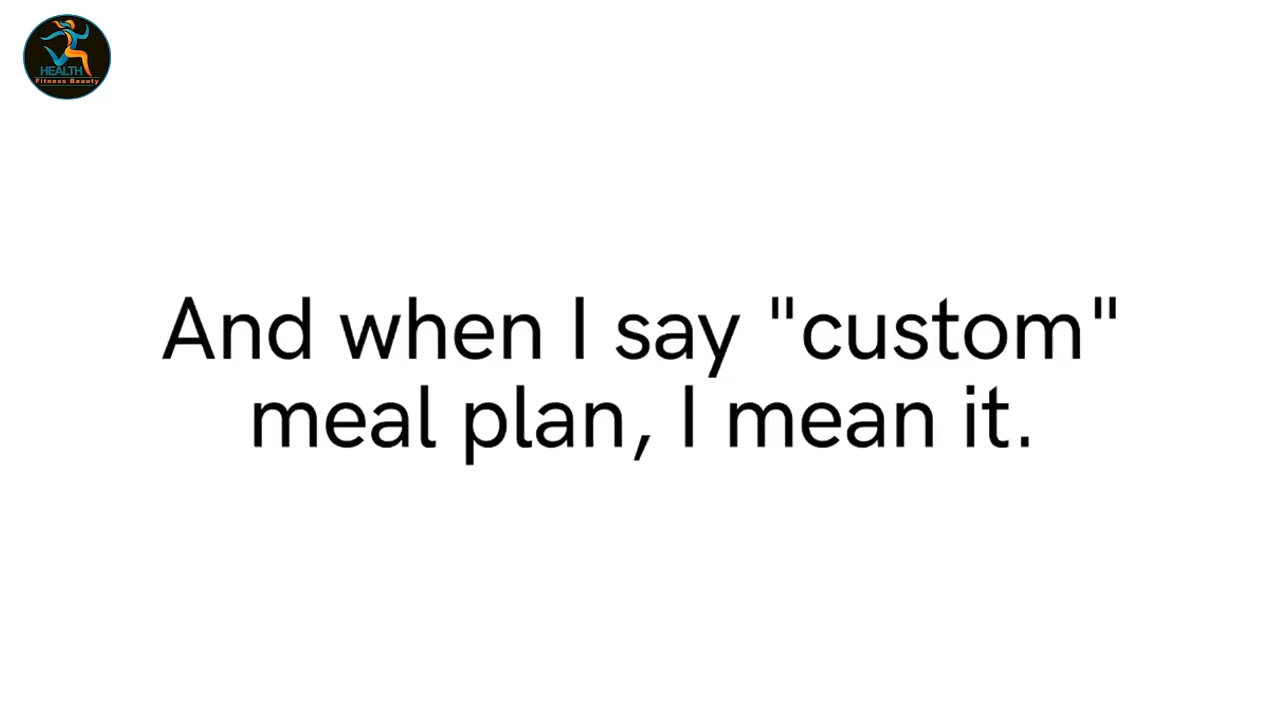 HEALTH
Fitness Beauty
And when I say "custom"
meal plan, I mean it.